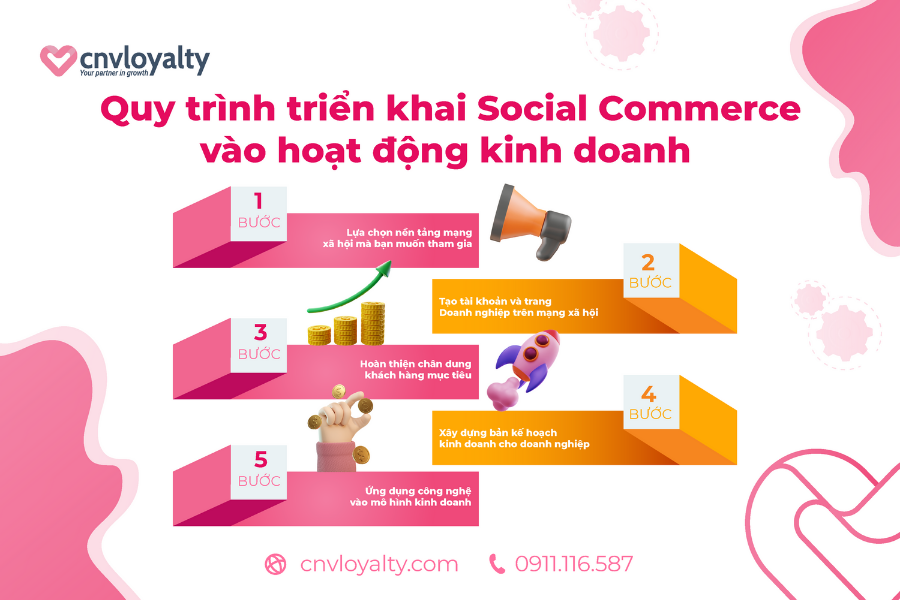 cnvloyalty
Your partner in growth
Quy trình triển khai Social Commerce
vào hoạt động kinh doanh
1
BƯỚC
Lựa chọn nền tảng mạng
xã hội mà bạn muốn tham gia
2
BƯỚC
Tạo tài khoản và trang
Doanh nghiệp trên mạng xã hội
3
BƯỚC
Hoàn thiện chân dung
khách hàng mục tiêu
4
BƯỚC
Xây dựng bản kế hoạch
kinh doanh cho doanh nghiệp
5
BƯỚC
Ứng dụng công nghệ
vào mô hình kinh doanh
cnvloyalty.com
0911.116.587